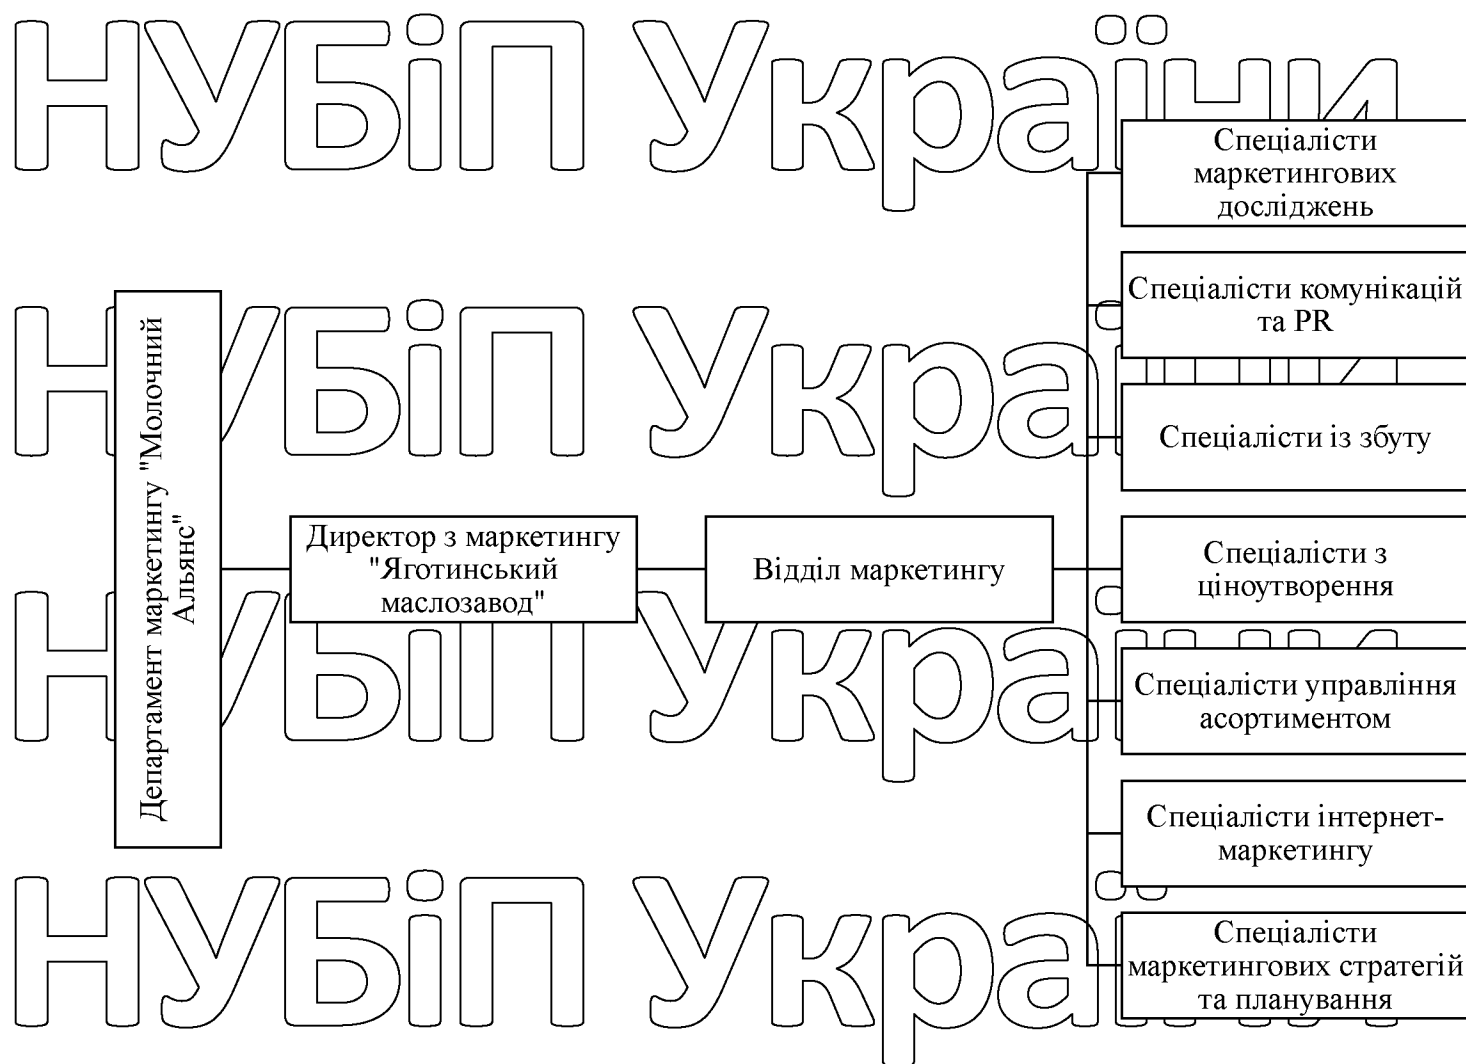 НУБіП України
Спеціалісти
маркетингових
досліджень
НУБіП України
Спеціалісти комунікацій
та PR
Спеціалісти із збуту
Департамент маркетингу "Молочний
Альянс"
Директор з маркетингу
"Яготинський
маслозавод"
Відділ маркетингу
Спеціалісти з
ціноутворення
НУБіП України
Спеціалісти управління
асортиментом
Спеціалісти інтернет-
маркетингу
НУБіП України
Спеціалісти
маркетингових стратегій
та планування